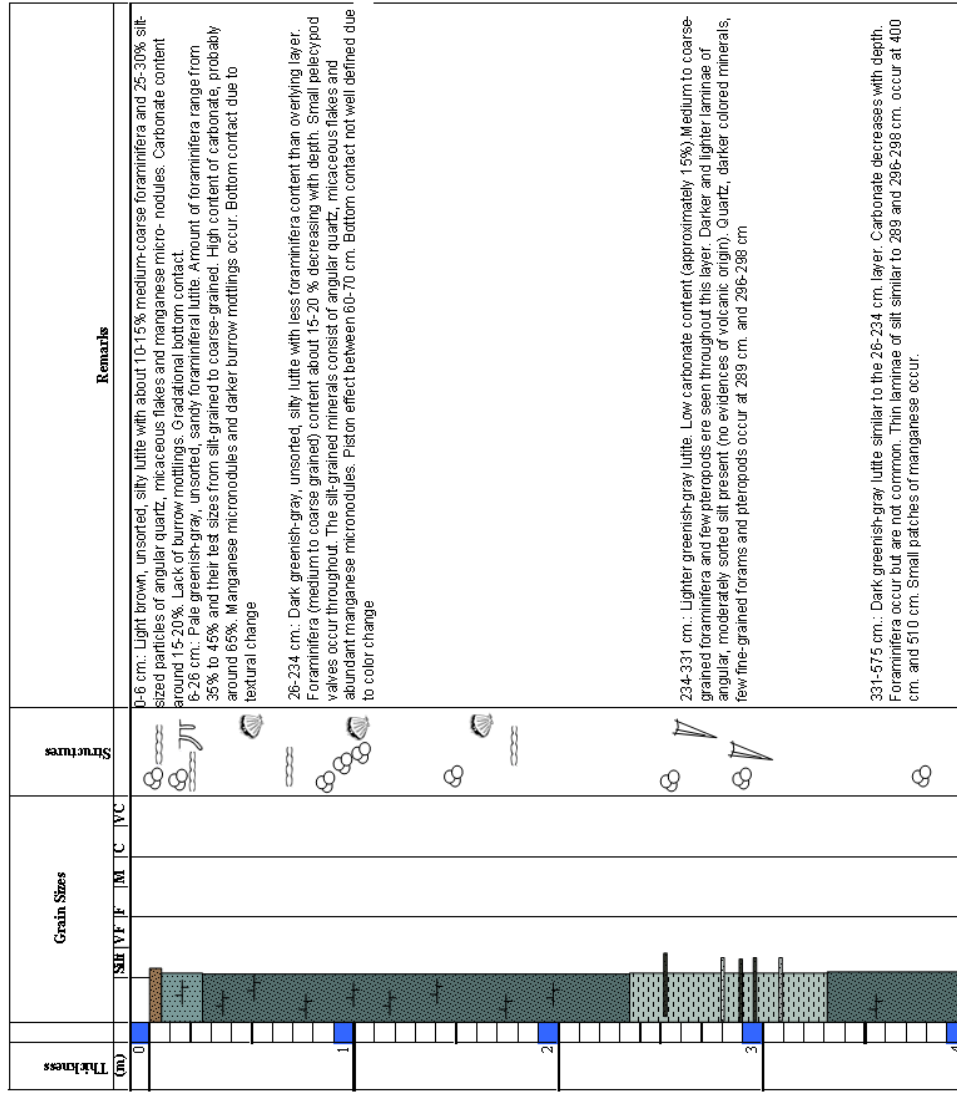 Thickness
(m)
Grain Sizes
Structures
Remarks
Silt VF F M C VC
0
1
2
3
4
0-6 cm.: Light brown, unsorted, silty lutite with about 10-15 % medium-coarse foraminifera and 25-30% silt-
sized particles of angular quartz, micaceous flakes and manganese micro- nodules. Carbonate content
around 15-20%. Lack of burrow mottlings. Gradational bottom contact.
6-26 cm.: Pale greenish-gray, unsorted, sandy foraminiferal lutite. Amount of foraminifera range from
35% to 45% and their test sizes from silt-grained to coarse-grained. High content of carbonate, probably
around 65%. Manganese micronodules and darker burrow mottlings occur. Bottom contact due to
textural change
26-234 cm.: Dark greenish-gray, unsorted, silty lutite with less foraminifera content than overlying layer.
Foraminifera (medium to coarse grained) content about 15-20 % decreasing with depth. Small pelecypod
valves occur throughout. The silt-grained minerals consist of angular quartz, micaceous flakes and
abundant manganese micronodules. Piston effect between 60-70 cm. Bottom contact not well defined due
to color change
234-331 cm.: Lighter greenish-gray lutite. Low carbonate content (approximately 15%).Medium to coarse-
grained foraminifera and few pteropods ere seen throughout this layer. Darker and lighter laminae of
angular, moderately sorted silt present (no evidences of volcanic origin). Quartz, darker colored minerals,
few fine-grained forams and pteropods occur at 289 cm. and 296-298 cm
331-575 cm.: Dark greenish-gray lutite similar to the 26-234 cm. layer. Carbonate decreases with depth.
Foraminifera occur but are not common. Thin laminae of silt similar to 289 and 296-298 cm. occur at 400
cm. and 510 cm. Small patches of manganese occur.